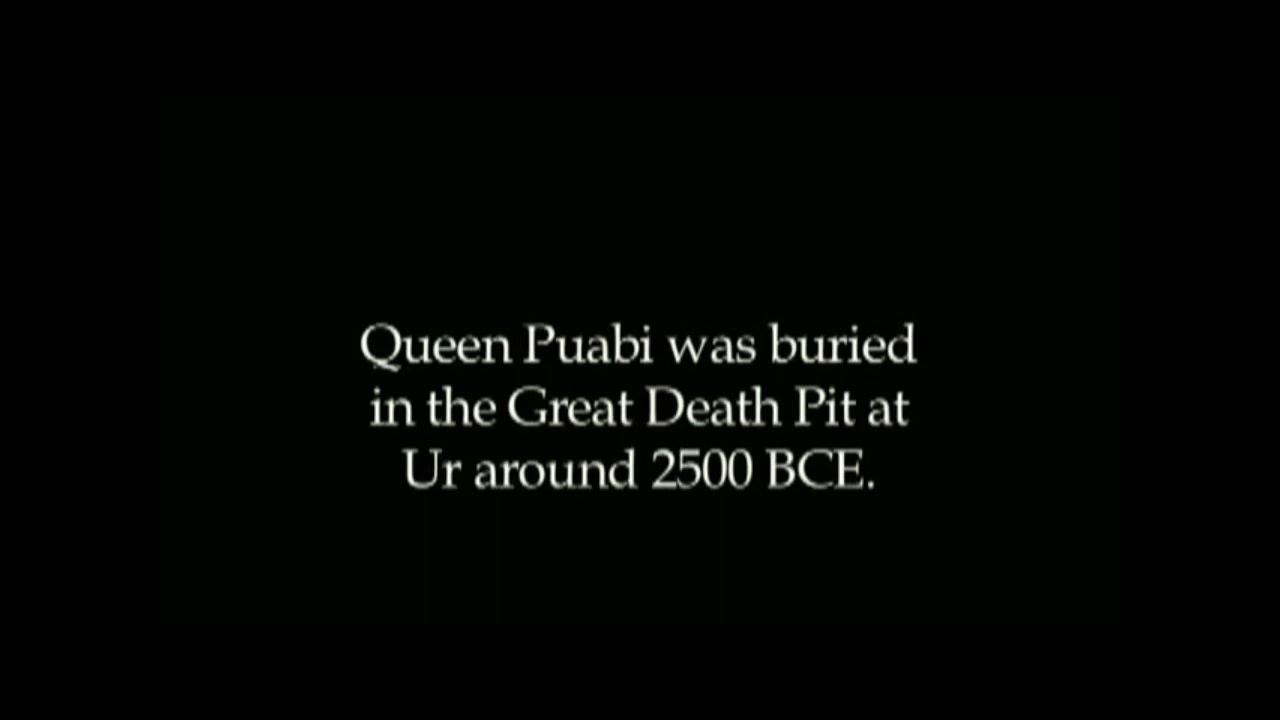 Queen Puabi was buried
in the Great Death Pit at
Ur around 2500 BCE.